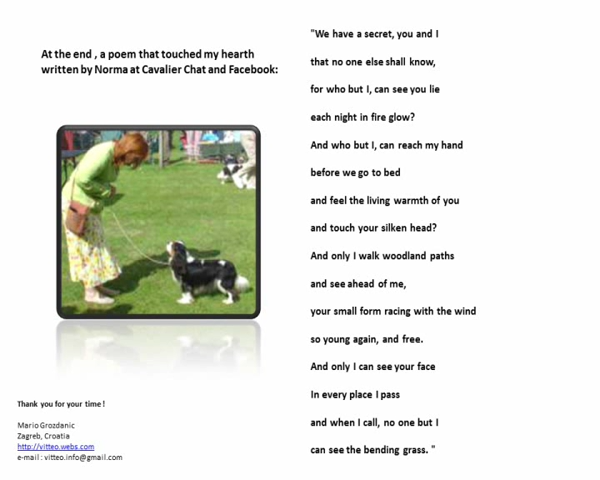 At the end , a poem that touched my hearth
written by Norma at Cavalier Chat and Facebook:
"We have a secret, you and I
that no one else shall know,
for who but I, can see you lie
each night in fire glow?
And who but I, can reach my hand
before we go to bed
and feel the living warmth of you
and touch your silken head?
And only I walk woodland paths
and see ahead of me,
your small form racing with the wind
so young again, and free.
And only I can see your face
In every place I pass
and when I call, no one but I
can see the bending grass. "
Thank you for your time !
Mario Grozdanic
Zagreb, Croatia
http://vitteo.webs.com
e-mail : vitteo.info@gmail.com